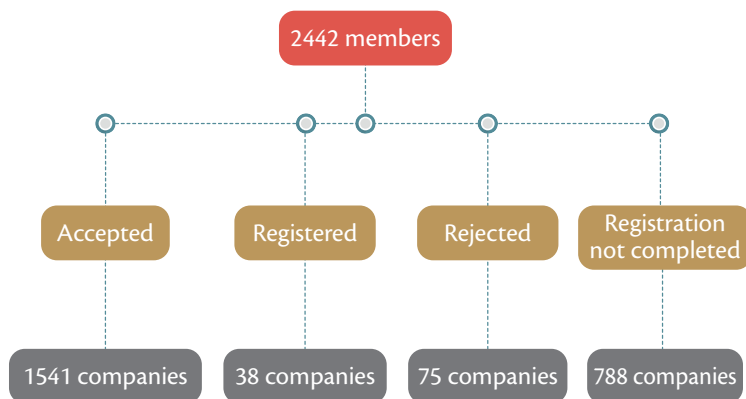 2442 members
Accepted
Registered
Rejected
Registration
not completed
1541 companies
38 companies
75 companies
788 companies